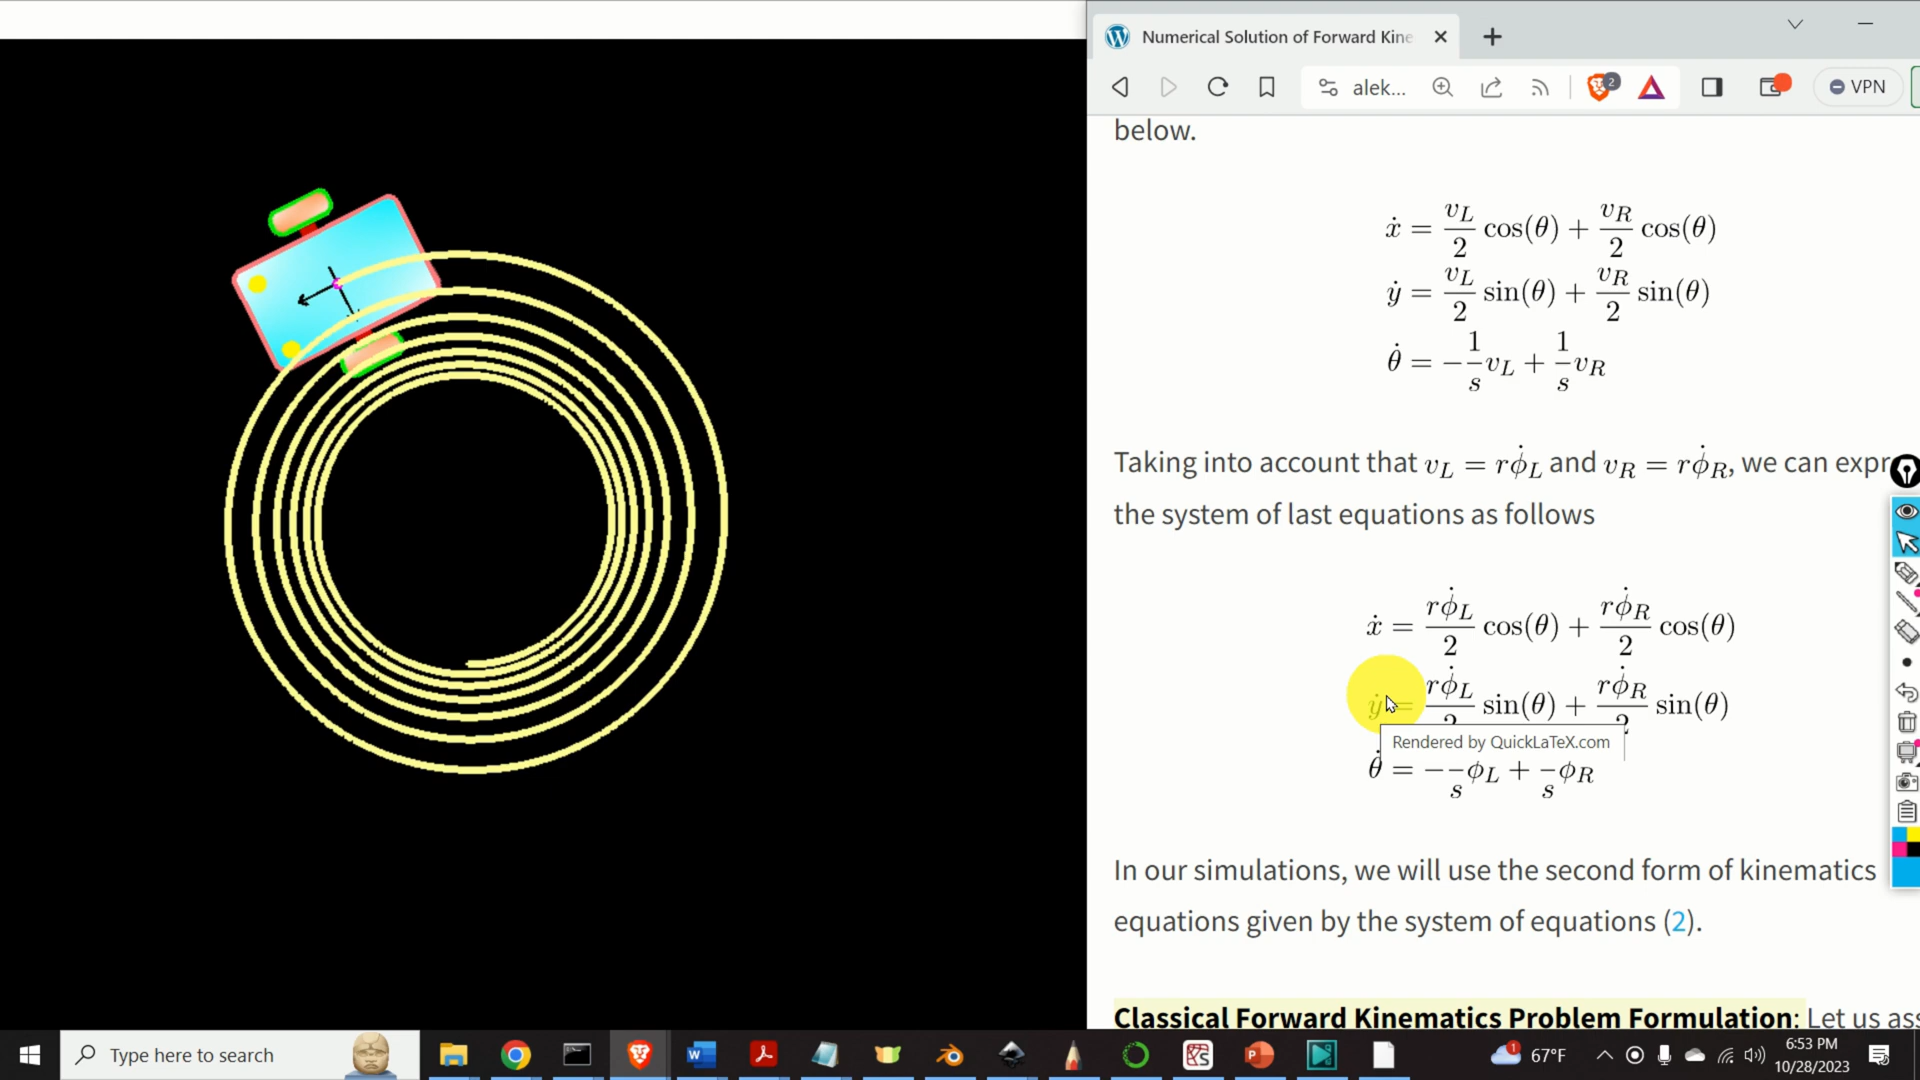 Numerical Solution of Forward Kine
alek...
2
VPN
below.
ẋ = v_L/2 cos(θ) + v_R/2 cos(θ)
ẏ = v_L/2 sin(θ) + v_R/2 sin(θ)
θ̇ = −1/s v_L + 1/s v_R
Taking into account that v_L = rφ̇_L and v_R = rφ̇_R, we can expr
the system of last equations as follows
ẋ = rφ̇_L/2 cos(θ) + rφ̇_R/2 cos(θ)
ẏ = rφ̇_L/2 sin(θ) + rφ̇_R/2 sin(θ)
Rendered by QuickLaTeX.com
θ̇ = −−/s φ_L + −/s φ_R
In our simulations, we will use the second form of kinematics
equations given by the system of equations (2).
Classical Forward Kinematics Problem Formulation: Let us ass
Type here to search
1
67°F
6:53 PM
10/28/2023